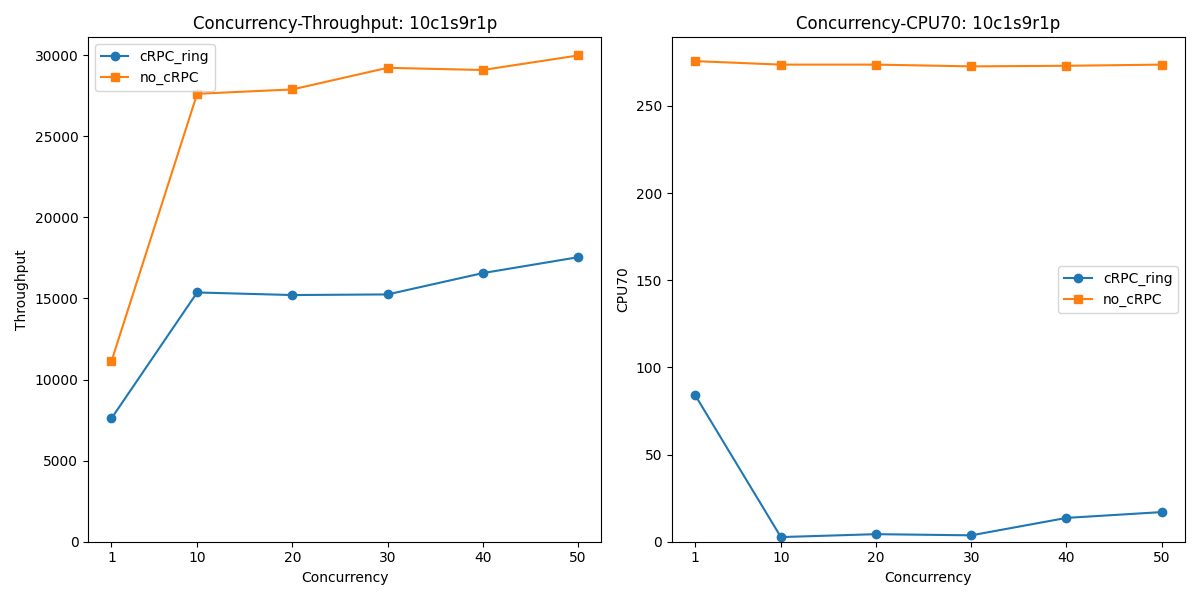 Concurrency-Throughput: 10c1s9r1p
cRPC_ring
no_cRPC
30000
25000
20000
15000
10000
5000
0
Throughput
1 10 20 30 40 50
Concurrency
Concurrency-CPU70: 10c1s9r1p
250
200
150
100
50
0
CPU70
cRPC_ring
no_cRPC
1 10 20 30 40 50
Concurrency